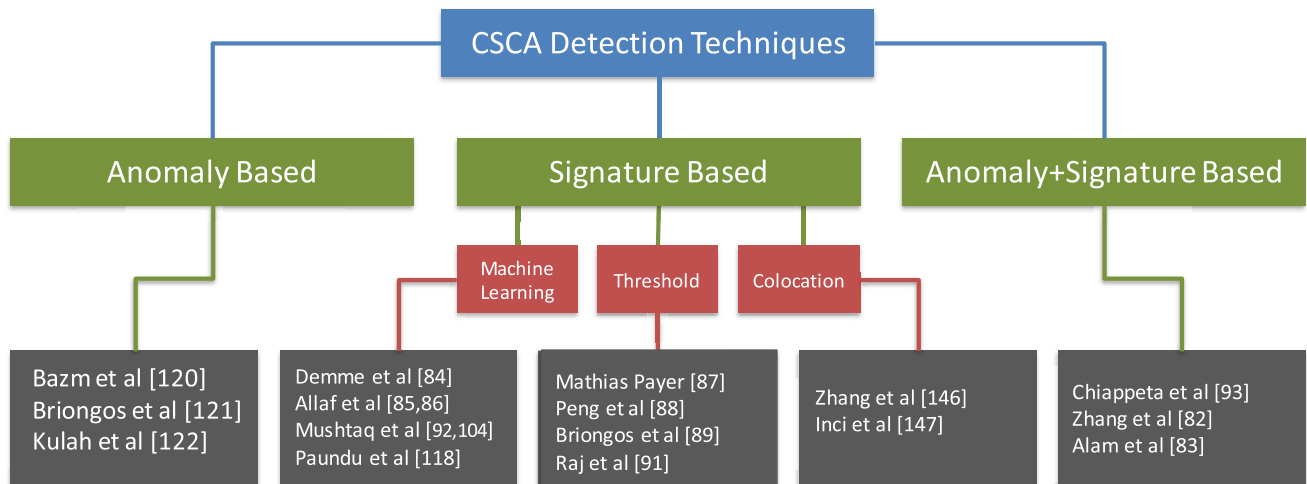 CSCA Detection Techniques
Anomaly Based
Signature Based
Anomaly+Signature Based
Machine
Learning
Threshold
Colocation
Bazm et al [120]
Briongos et al [121]
Kulah et al [122]
Demme et al [84]
Allaf et al [85,86]
Mushtaq et al [92,104]
Paundu et al [118]
Mathias Payer [87]
Peng et al [88]
Briongos et al [89]
Raj et al [91]
Zhang et al [146]
Inci et al [147]
Chiappeta et al [93]
Zhang et al [82]
Alam et al [83]